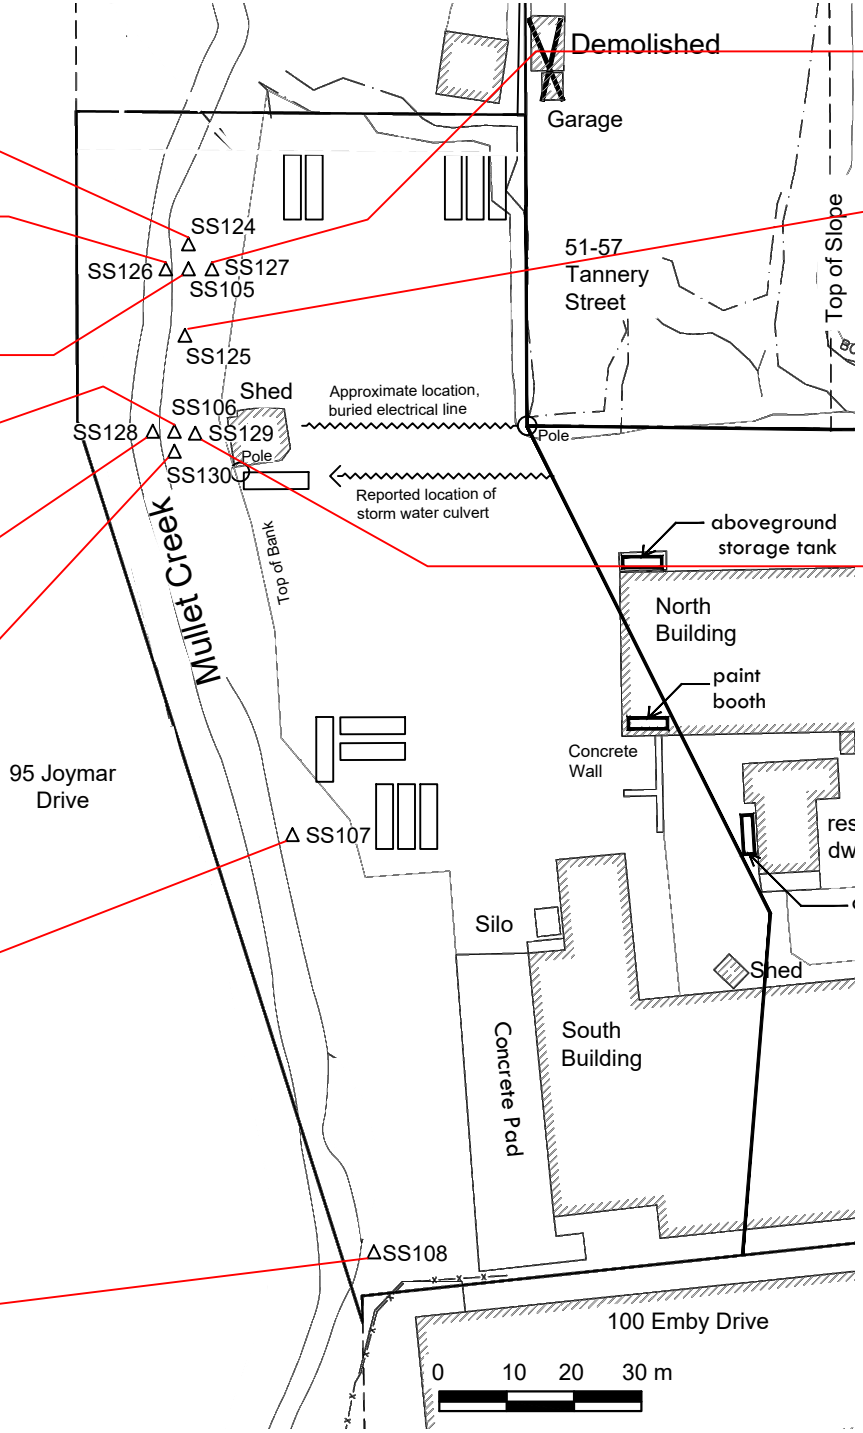 Demolished
Garage
SS124
SS126
SS127
SS105
51-57
Tannery
Street
Top of Slope
SS125
Shed
Approximate location,
buried electrical line
SS106
SS128
SS129
Pole
Pole
SS130
Reported location of
storm water culvert
Mullet Creek
Top of Bank
aboveground
storage tank
North
Building
paint
booth
Concrete
Wall
95 Joymar
Drive
SS107
res
dw
Silo
Shed
Concrete Pad
South
Building
SS108
100 Emby Drive
0 10 20 30 m